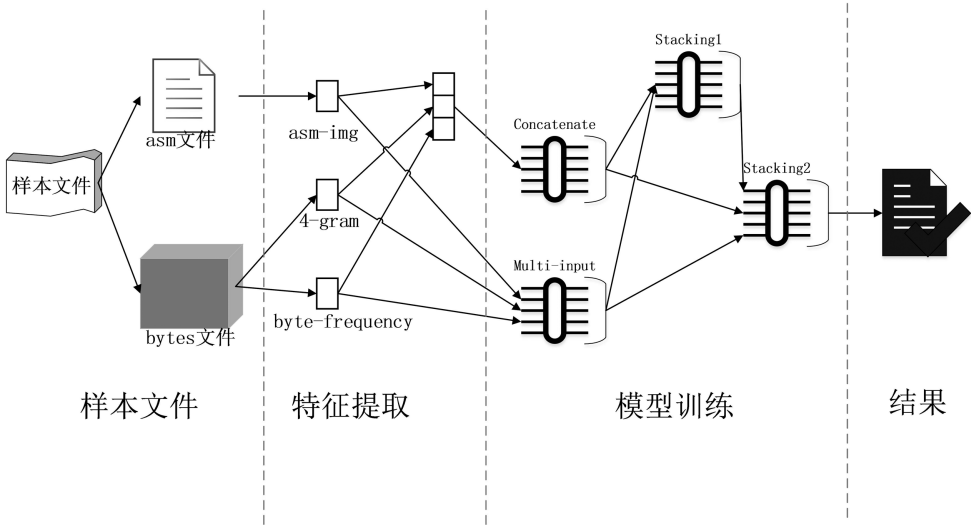 样本文件
asm文件
bytes文件
asm-img
4-gram
byte-frequency
Concatenate
Multi-input
Stacking1
Stacking2
样本文件
特征提取
模型训练
结果